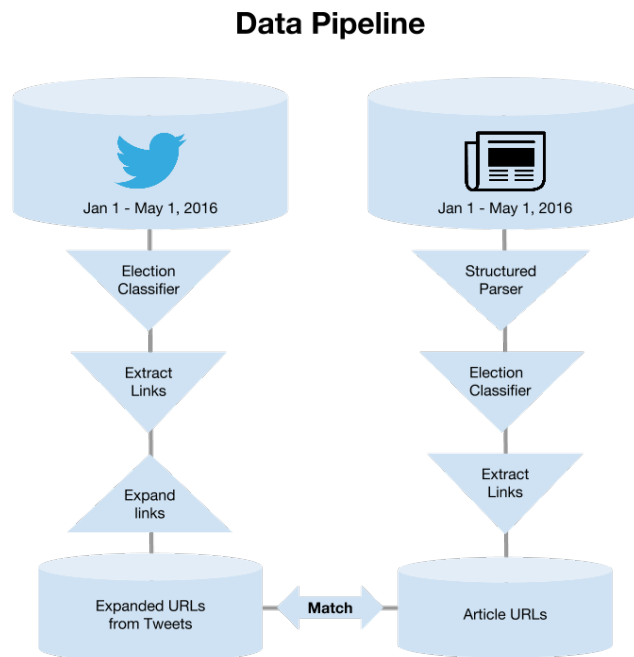 Data Pipeline
Jan 1 - May 1, 2016
Election
Classifier
Extract
Links
Expand
links
Expanded URLs
from Tweets
Match
Jan 1 - May 1, 2016
Structured
Parser
Election
Classifier
Extract
Links
Article URLs